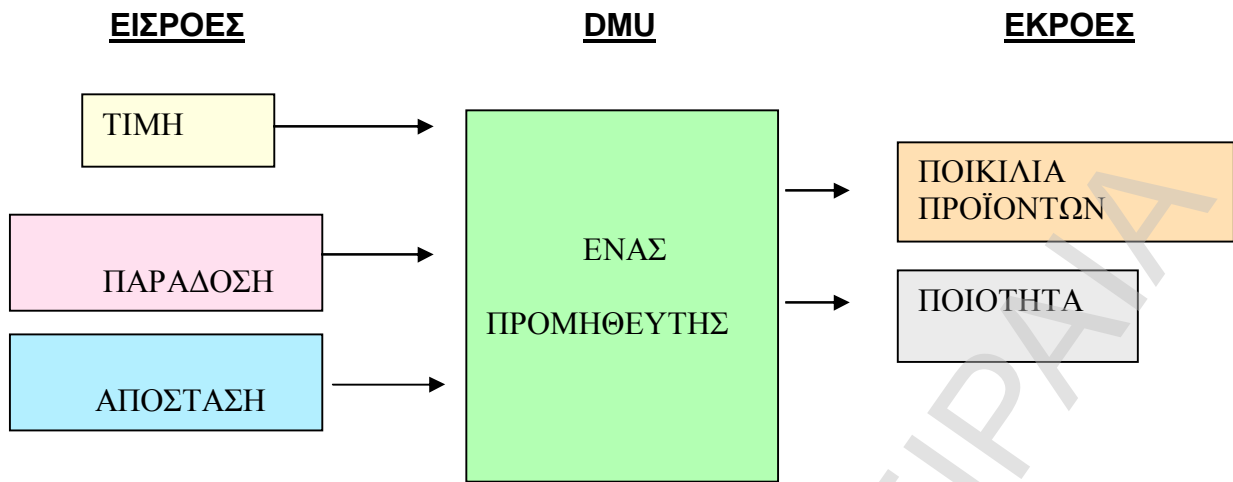 ΕΙΣΡΟΕΣ
DMU
ΕΚΡΟΕΣ
ΤΙΜΗ
ΠΑΡΑΔΟΣΗ
ΑΠΟΣΤΑΣΗ
ΕΝΑΣ
ΠΡΟΜΗΘΕΥΤΗΣ
ΠΟΙΚΙΛΙΑ
ΠΡΟΪΟΝΤΩΝ
ΠΟΙΟΤΗΤΑ